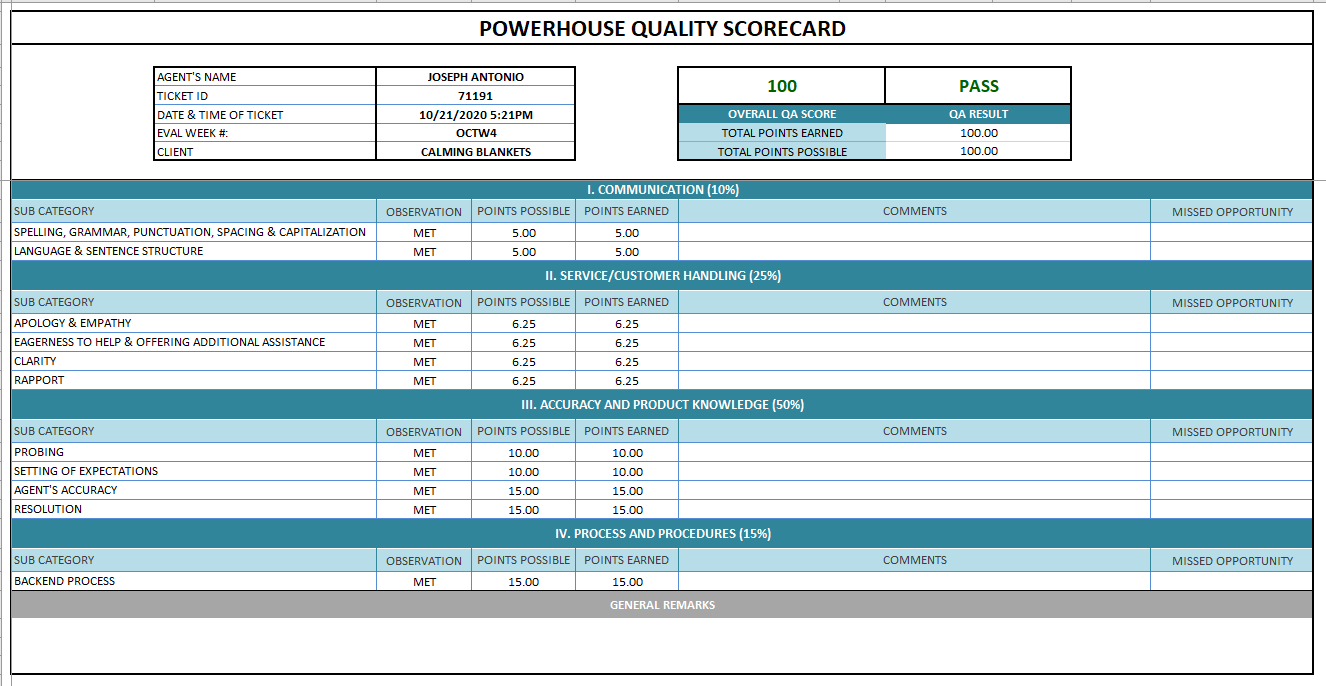 POWERHOUSE QUALITY SCORECARD
AGENT'S NAME JOSEPH ANTONIO
TICKET ID 71191
DATE & TIME OF TICKET 10/21/2020 5:21PM
EVAL WEEK #: OCTW4
CLIENT CALMING BLANKETS
100 PASS
OVERALL QA SCORE QA RESULT
TOTAL POINTS EARNED 100.00
TOTAL POINTS POSSIBLE 100.00
I. COMMUNICATION (10%)
SUB CATEGORY OBSERVATION POINTS POSSIBLE POINTS EARNED COMMENTS MISSED OPPORTUNITY
SPELLING, GRAMMAR, PUNCTUATION, SPACING & CAPITALIZATION MET 5.00 5.00
LANGUAGE & SENTENCE STRUCTURE MET 5.00 5.00
II. SERVICE/CUSTOMER HANDLING (25%)
SUB CATEGORY OBSERVATION POINTS POSSIBLE POINTS EARNED COMMENTS MISSED OPPORTUNITY
APOLOGY & EMPATHY MET 6.25 6.25
EAGERNESS TO HELP & OFFERING ADDITIONAL ASSISTANCE MET 6.25 6.25
CLARITY MET 6.25 6.25
RAPPORT MET 6.25 6.25
III. ACCURACY AND PRODUCT KNOWLEDGE (50%)
SUB CATEGORY OBSERVATION POINTS POSSIBLE POINTS EARNED COMMENTS MISSED OPPORTUNITY
PROBING MET 10.00 10.00
SETTING OF EXPECTATIONS MET 10.00 10.00
AGENT'S ACCURACY MET 15.00 15.00
RESOLUTION MET 15.00 15.00
IV. PROCESS AND PROCEDURES (15%)
SUB CATEGORY OBSERVATION POINTS POSSIBLE POINTS EARNED COMMENTS MISSED OPPORTUNITY
BACKEND PROCESS MET 15.00 15.00
GENERAL REMARKS